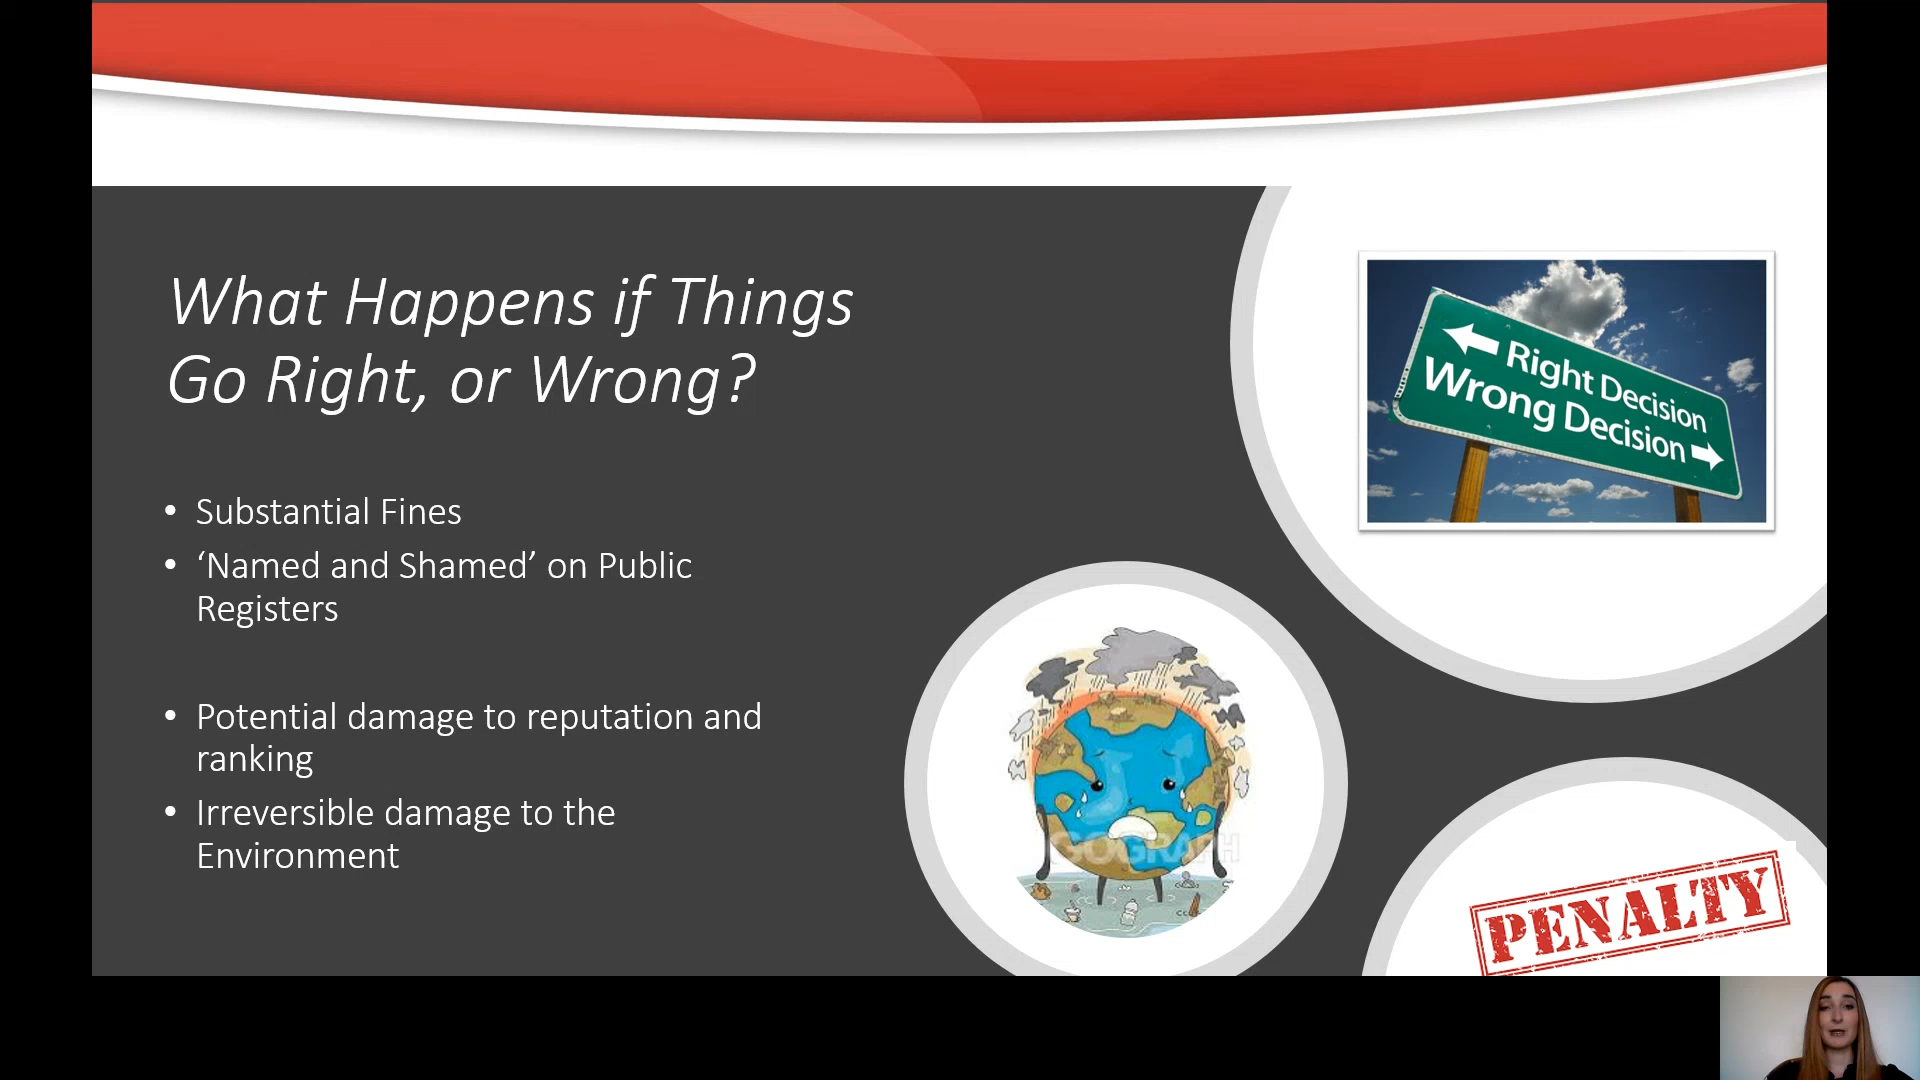 What Happens if Things
Go Right, or Wrong?
• Substantial Fines
• ‘Named and Shamed’ on Public
Registers
• Potential damage to reputation and
ranking
• Irreversible damage to the
Environment
Right Decision
Wrong Decision
GOGRAPH
PENALTY